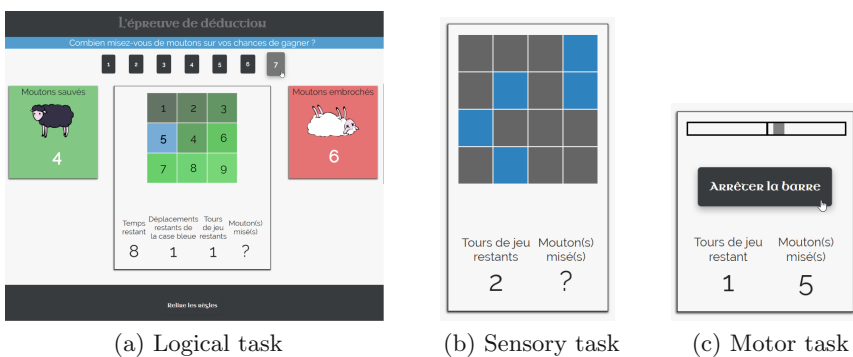 L'épreuve de déduction
Combien misez-vous de moutons sur vos chances de gagner ?
1 2 3 4 5 6 7
Moutons sauvés
4
1 2 3
5 4 6
7 8 9
Temps restant
8
Déplacements restants de la case bleue
1
Tours de jeu restants
1
Mouton(s) misé(s)
?
Moutons embrochés
6
Relire les règles
(a) Logical task
Tours de jeu restants
2
Mouton(s) misé(s)
?
(b) Sensory task
Arrêter la barre
Tours de jeu restant
1
Mouton(s) misé(s)
5
(c) Motor task